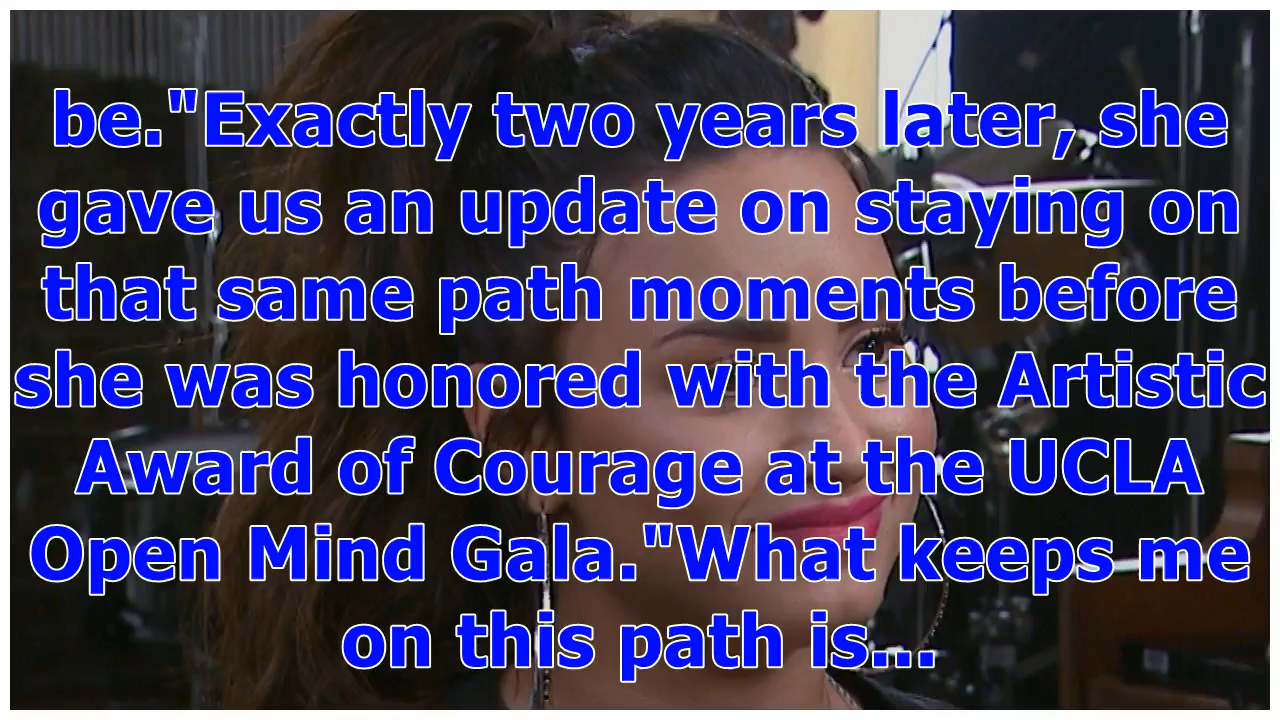 be."Exactly two years later, she
gave us an update on staying on
that same path moments before
she was honored with the Artistic
Award of Courage at the UCLA
Open Mind Gala."What keeps me
on this path is...